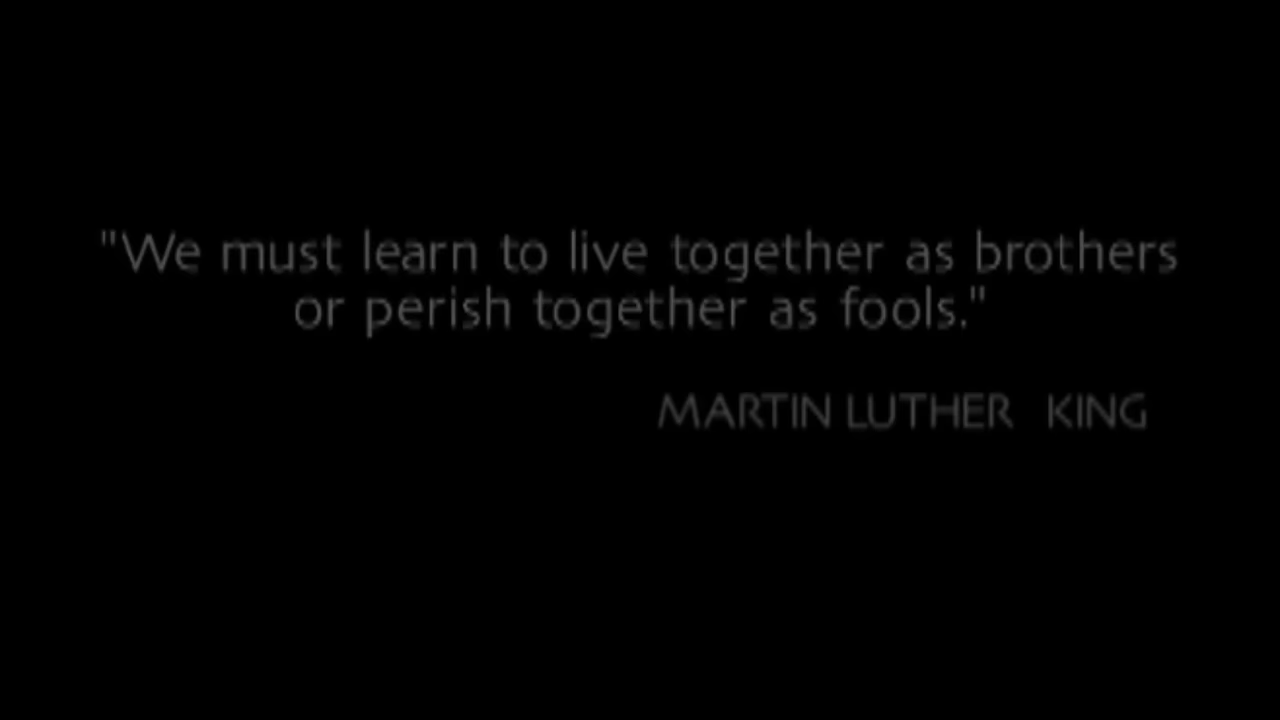 "We must learn to live together as brothers
or perish together as fools."
MARTIN LUTHER KING